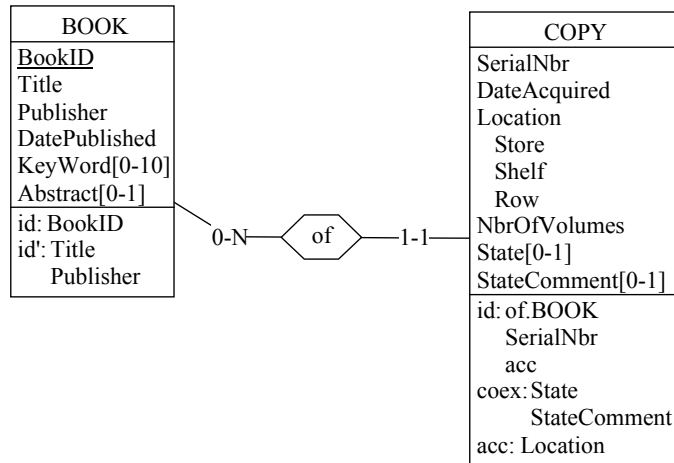 BOOK
BookID
Title
Publisher
DatePublished
KeyWord[0-10]
Abstract[0-1]
id: BookID
id': Title
Publisher
0-N
of
1-1
COPY
SerialNbr
DateAcquired
Location
Store
Shelf
Row
NbrOfVolumes
State[0-1]
StateComment[0-1]
id: of.BOOK
SerialNbr
acc
coex: State
StateComment
acc: Location